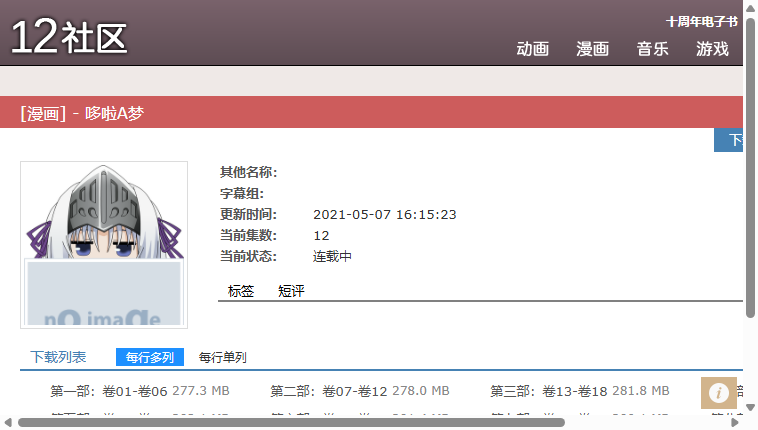 12社区
十周年电子书
动画 漫画 音乐 游戏
[漫画] - 哆啦A梦
其他名称:
字幕组:
更新时间: 2021-05-07 16:15:23
当前集数: 12
当前状态: 连载中
no image
标签 短评
下载列表 每行多列 每行单列
第一部: 卷01-卷06 277.3 MB 第二部: 卷07-卷12 278.0 MB 第三部: 卷13-卷18 281.8 MB